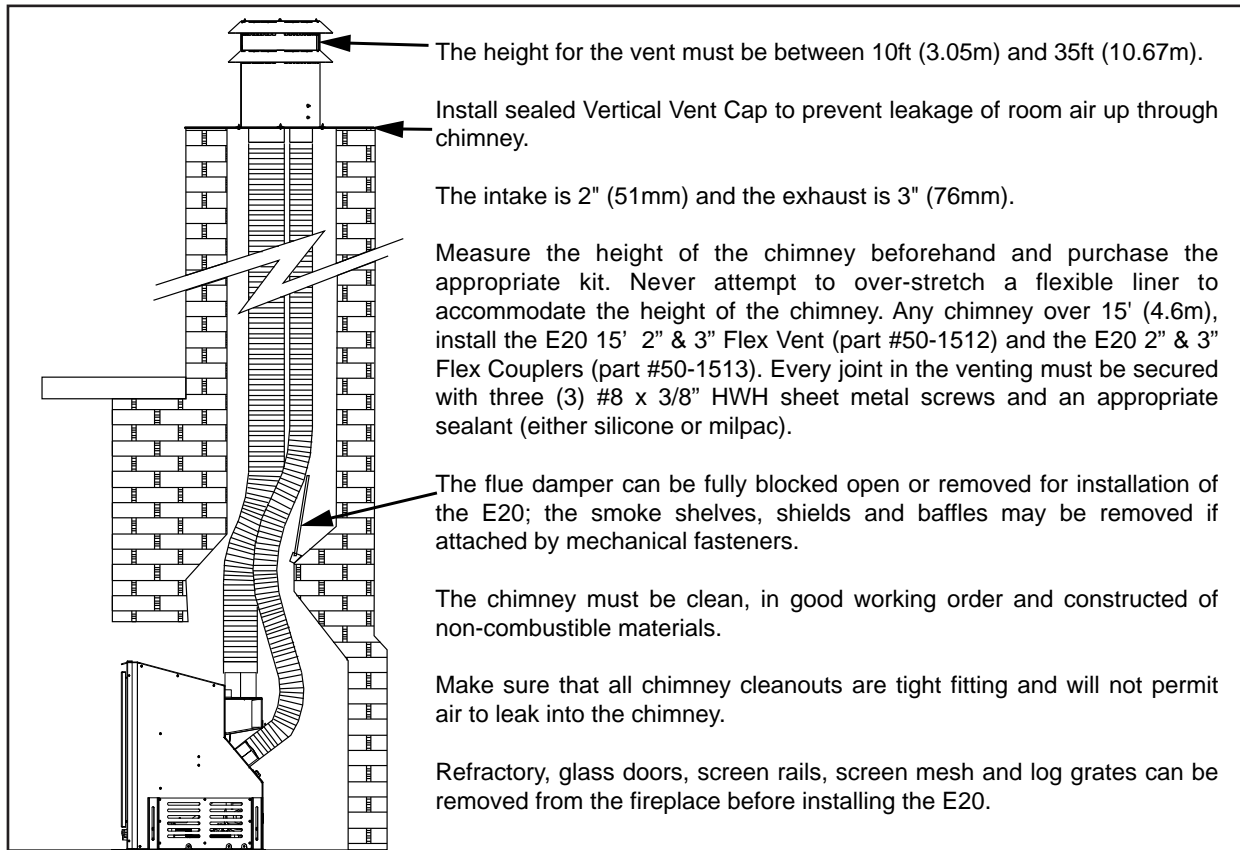 The height for the vent must be between 10ft (3.05m) and 35ft (10.67m).
Install sealed Vertical Vent Cap to prevent leakage of room air up through
chimney.
The intake is 2" (51mm) and the exhaust is 3" (76mm).
Measure the height of the chimney beforehand and purchase the
appropriate kit. Never attempt to over-stretch a flexible liner to
accommodate the height of the chimney. Any chimney over 15' (4.6m),
install the E20 15’ 2” & 3” Flex Vent (part #50-1512) and the E20 2” & 3”
Flex Couplers (part #50-1513). Every joint in the venting must be secured
with three (3) #8 x 3/8” HWH sheet metal screws and an appropriate
sealant (either silicone or milpac).
The flue damper can be fully blocked open or removed for installation of
the E20; the smoke shelves, shields and baffles may be removed if
attached by mechanical fasteners.
The chimney must be clean, in good working order and constructed of
non-combustible materials.
Make sure that all chimney cleanouts are tight fitting and will not permit
air to leak into the chimney.
Refractory, glass doors, screen rails, screen mesh and log grates can be
removed from the fireplace before installing the E20.